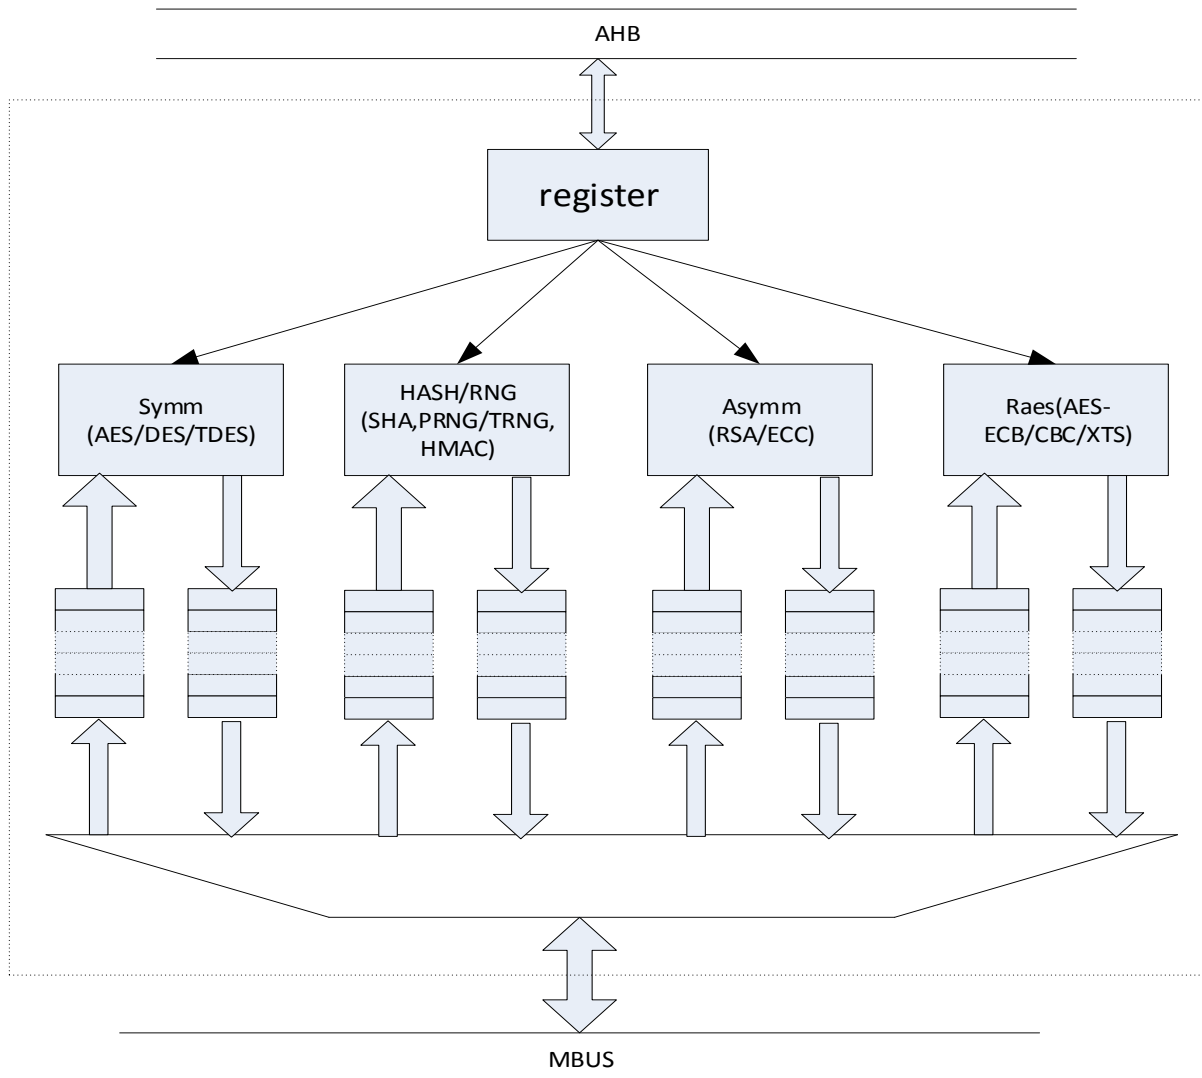 AHB
register
Symm
(AES/DES/TDES)
HASH/RNG
(SHA,PRNG/TRNG,
HMAC)
Asymm
(RSA/ECC)
Raes(AES-
ECB/CBC/XTS)
MBUS